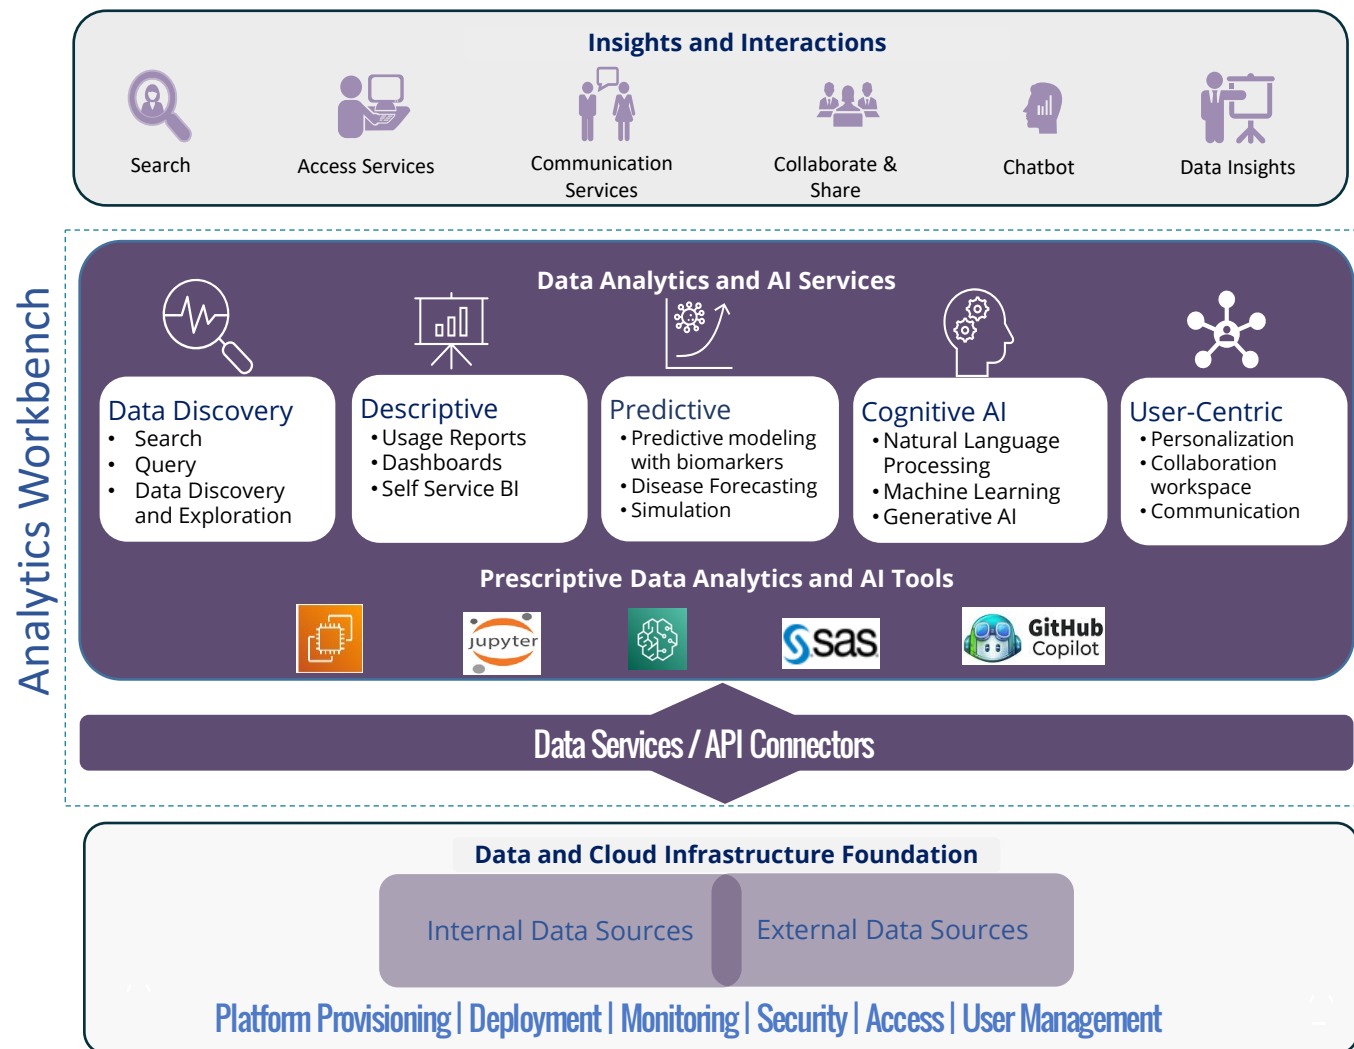 Insights and Interactions
Search
Access Services
Communication
Services
Collaborate &
Share
Chatbot
Data Insights
Analytics Workbench
Data Analytics and AI Services
Data Discovery
• Search
• Query
• Data Discovery
and Exploration
Descriptive
• Usage Reports
• Dashboards
• Self Service BI
Predictive
• Predictive modeling
with biomarkers
• Disease Forecasting
• Simulation
Cognitive AI
• Natural Language
Processing
• Machine Learning
• Generative AI
User-Centric
• Personalization
• Collaboration
workspace
• Communication
Prescriptive Data Analytics and AI Tools
jupyter
sas
GitHub
Copilot
Data Services / API Connectors
Data and Cloud Infrastructure Foundation
Internal Data Sources
External Data Sources
Platform Provisioning | Deployment | Monitoring | Security | Access | User Management